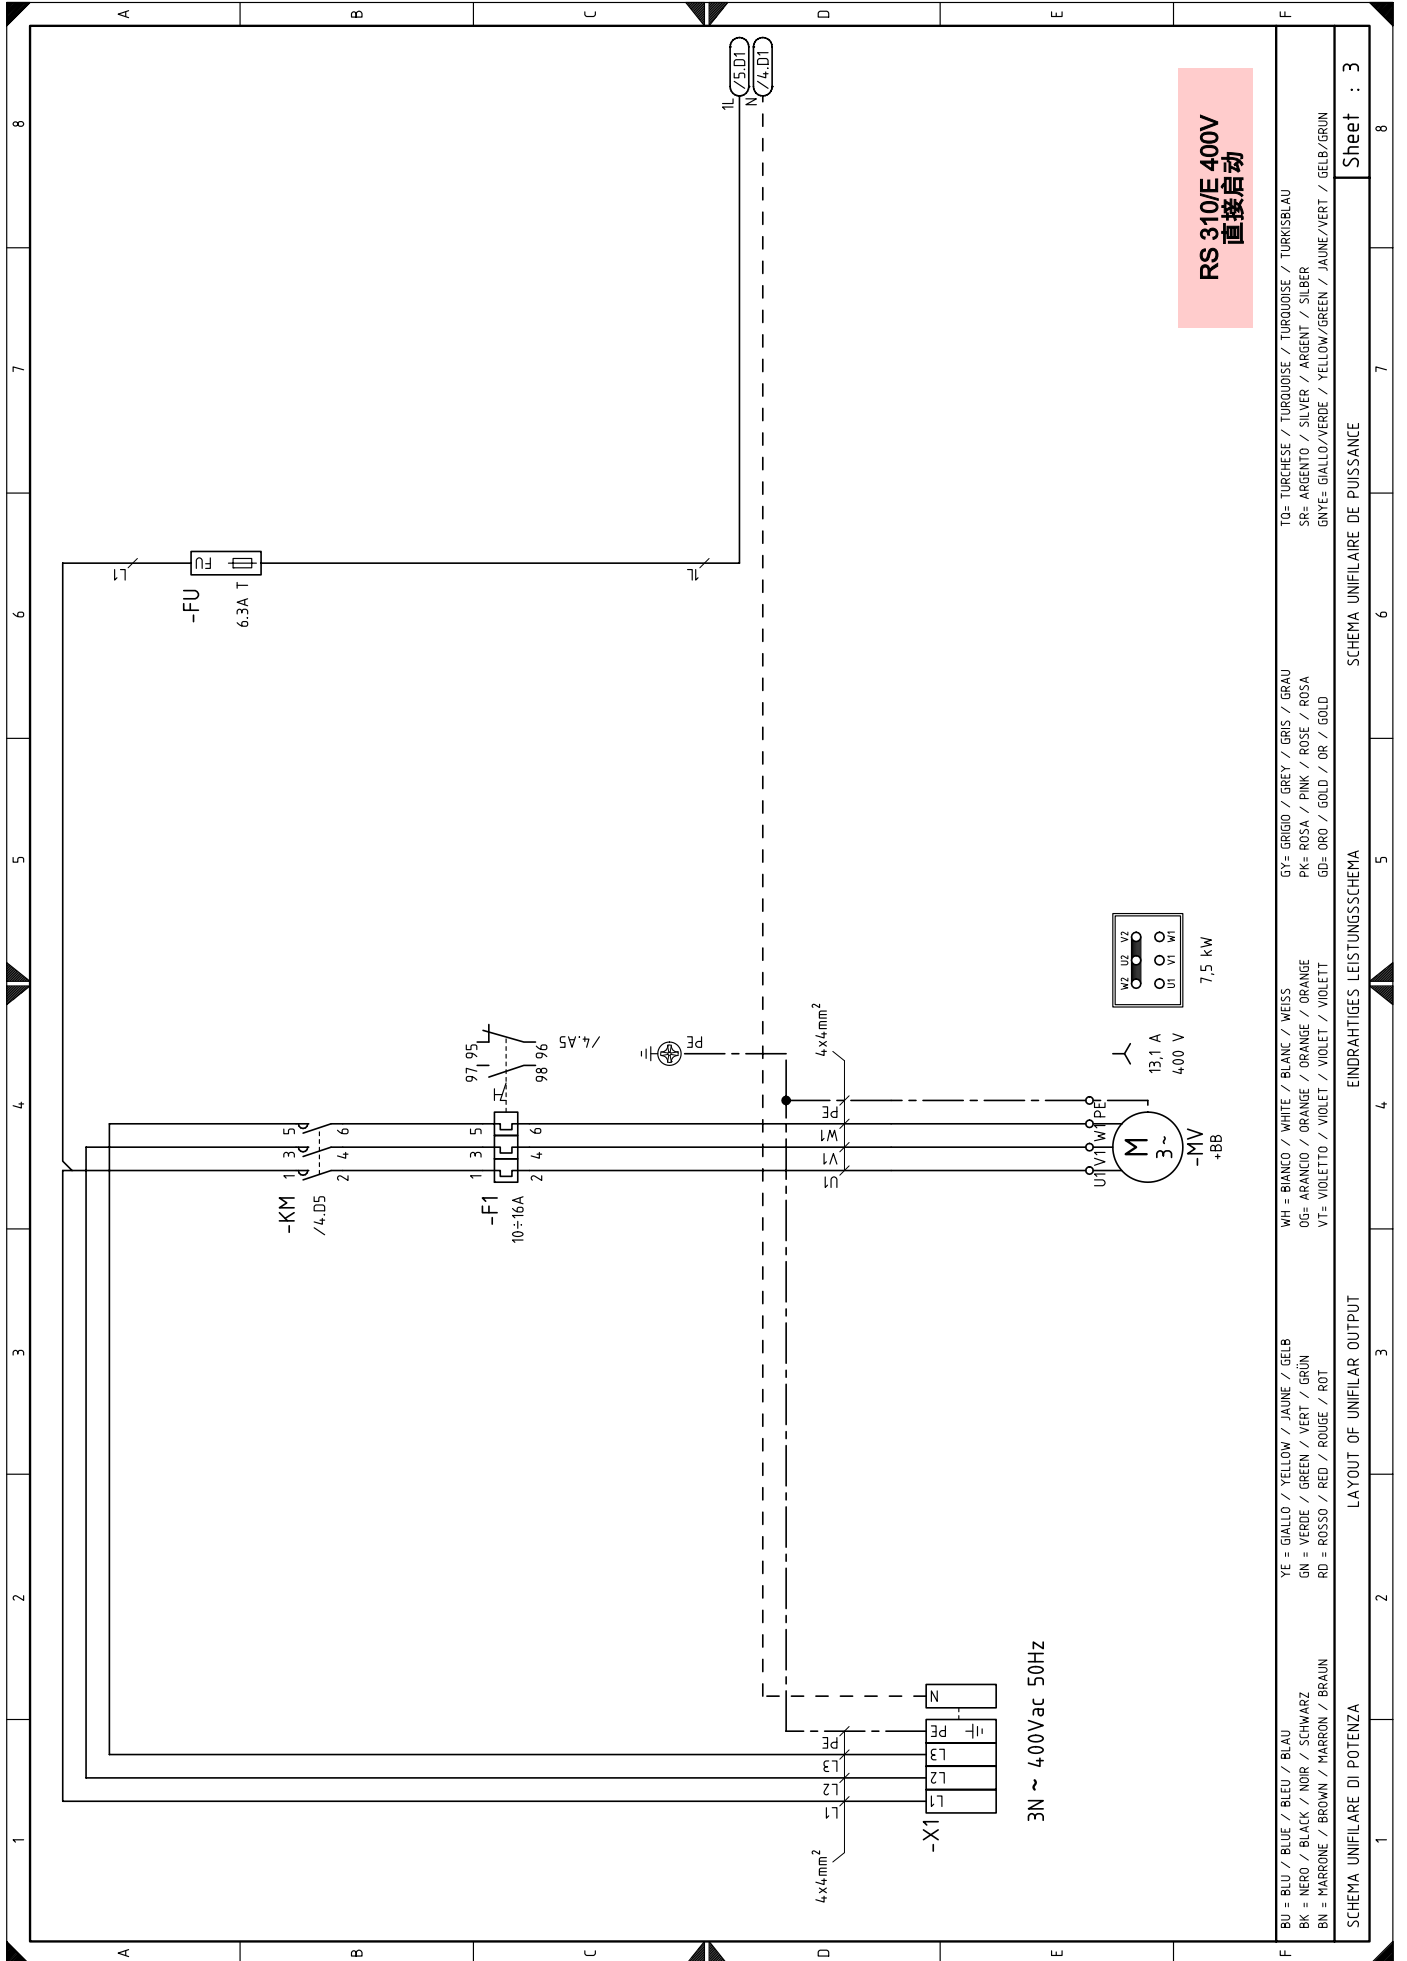 1 2 3 4 5 6 7 8
A
B
C
D
E
F
A
B
C
D
E
F
L1
-FU
FU
6.3A T
1L
1L
/5.D1
N
/4.D1
-KM
/4.D5
1 3 5
2 4 6
-F1
10÷16A
1 3 5
2 4 6
97 95
98 96
/4.A5
PE
4x4mm²
L1 L2 L3 PE
-X1
L1 L2 L3 PE N
3N ~ 400Vac 50Hz
U1 V1 W1 PE
4x4mm²
U1 V1 W1 PE
M
3~
-MV
+BB
13,1 A
400 V
W2 U2 V2
U1 V1 W1
7,5 kW
RS 310/E 400V
直接启动
BU = BLU / BLUE / BLEU / BLAU
BK = NERO / BLACK / NOIR / SCHWARZ
BN = MARRONE / BROWN / MARRON / BRAUN
YE = GIALLO / YELLOW / JAUNE / GELB
GN = VERDE / GREEN / VERT / GRÜN
RD = ROSSO / RED / ROUGE / ROT
WH = BIANCO / WHITE / BLANC / WEISS
OG= ARANCIO / ORANGE / ORANGE / ORANGE
VT= VIOLETTO / VIOLET / VIOLET / VIOLETT
GY= GRIGIO / GREY / GRIS / GRAU
PK= ROSA / PINK / ROSE / ROSA
GD= ORO / GOLD / OR / GOLD
TQ= TURCHESE / TURQUOISE / TURQUOISE / TURKISBLAU
SR= ARGENTO / SILVER / ARGENT / SILBER
GNYE= GIALLO/VERDE / YELLOW/GREEN / JAUNE/VERT / GELB/GRUN
SCHEMA UNIFILARE DI POTENZA
LAYOUT OF UNIFILAR OUTPUT
EINDRAHTIGES LEISTUNGSSCHEMA
SCHEMA UNIFILAIRE DE PUISSANCE
Sheet : 3
1 2 3 4 5 6 7 8